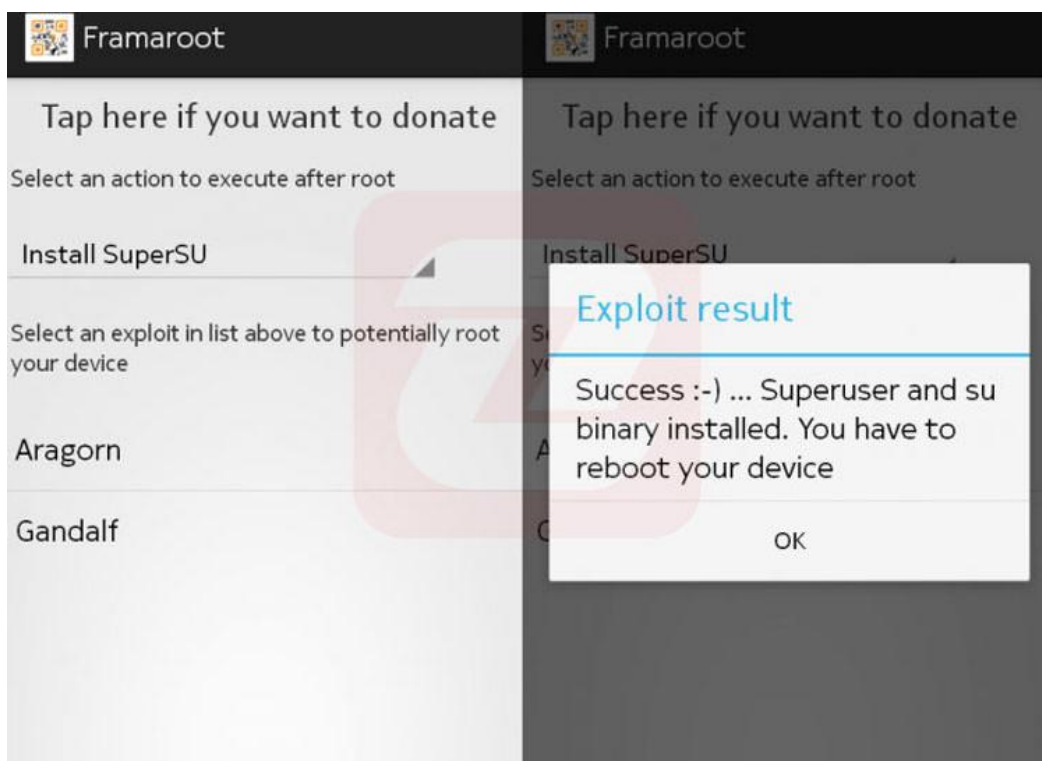 Framaroot
Tap here if you want to donate
Select an action to execute after root
Install SuperSU
Select an exploit in list above to potentially root
your device
Aragorn
Gandalf
Framaroot
Tap here if you want to donate
Select an action to execute after root
Install SuperSU
Exploit result
Success :-) ... Superuser and su
binary installed. You have to
reboot your device
OK